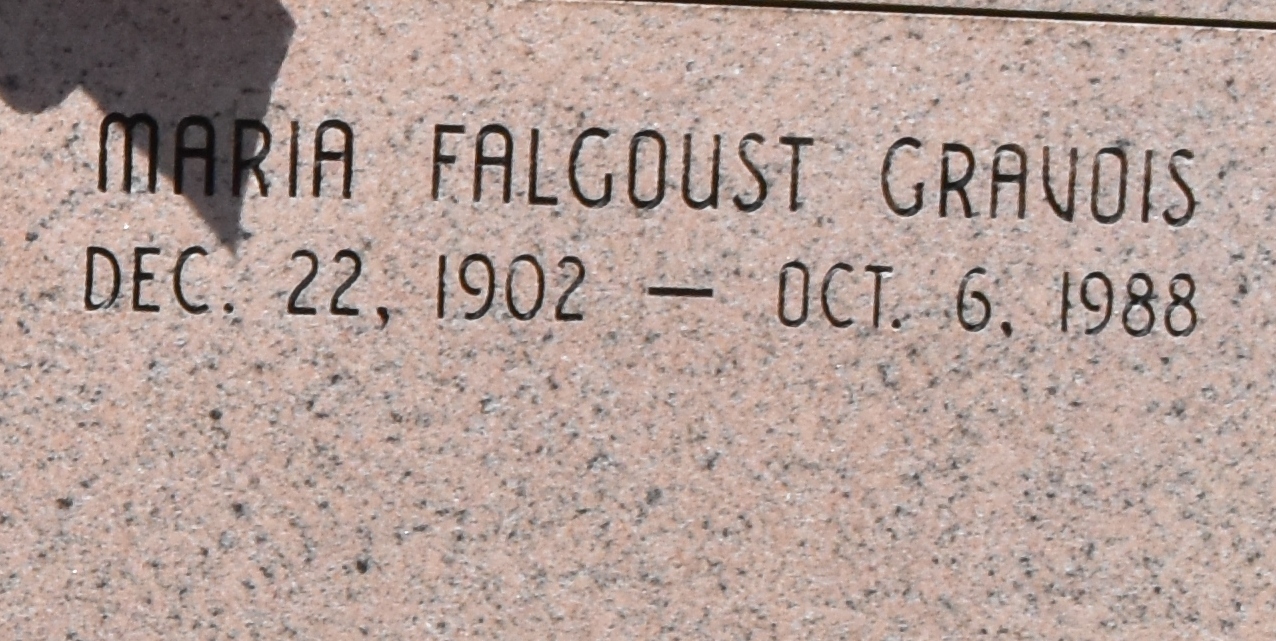 MARIA FALGOUST GRAVOIS
DEC. 22, 1902 — OCT. 6, 1988